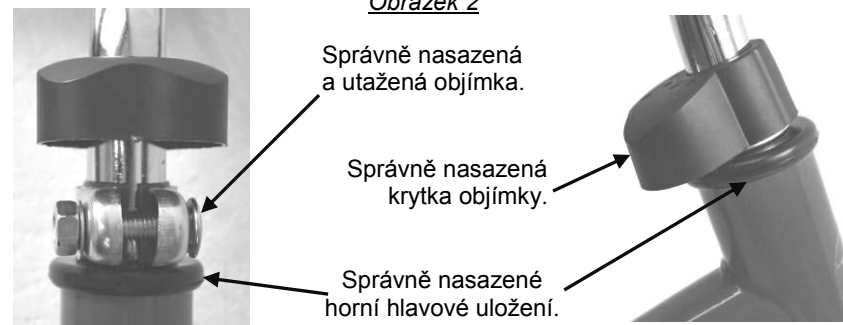 Obrázek 2
Správně nasazená
a utažená objímka.
Správně nasazená
krytka objímky.
Správně nasazené
horní hlavové uložení.